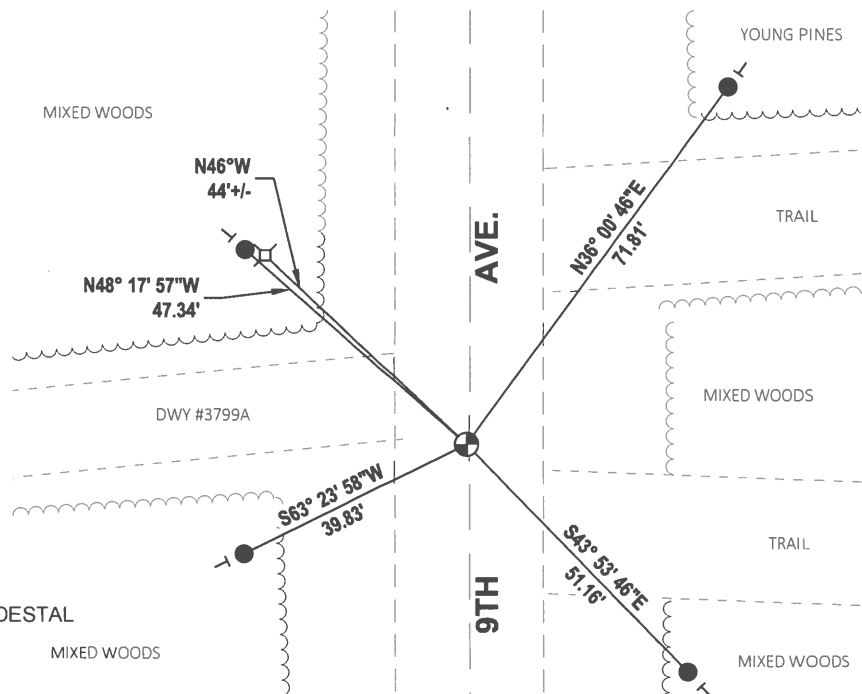 YOUNG PINES
MIXED WOODS
N46°W
44'+/-
N36° 00' 46"E
71.81'
TRAIL
AVE.
N48° 17' 57"W
47.34'
MIXED WOODS
DWY #3799A
S63° 23' 58"W
39.83'
S43° 53' 46"E
51.16'
TRAIL
9TH
DESTAL
MIXED WOODS
MIXED WOODS